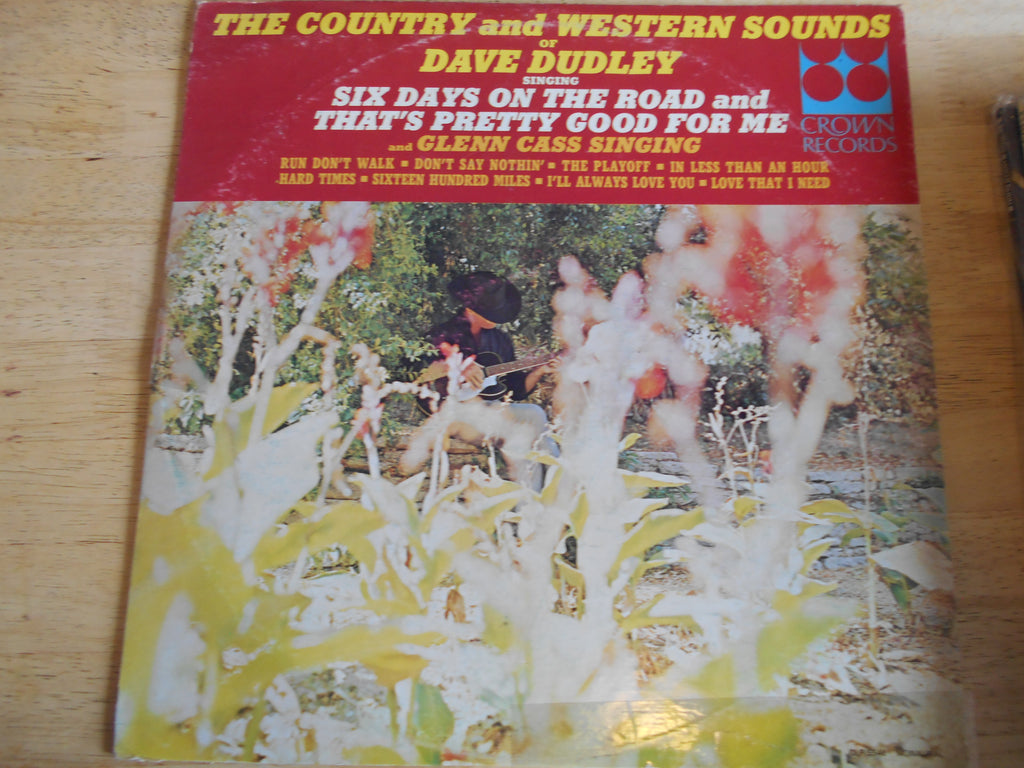 THE COUNTRY and WESTERN SOUNDS
OF
DAVE DUDLEY
SINGING
SIX DAYS ON THE ROAD and
THAT'S PRETTY GOOD FOR ME
and GLENN CASS SINGING
RUN DON'T WALK ▪ DON'T SAY NOTHIN' ▪ THE PLAYOFF ▪ IN LESS THAN AN HOUR
HARD TIMES ▪ SIXTEEN HUNDRED MILES ▪ I'LL ALWAYS LOVE YOU ▪ LOVE THAT I NEED
CROWN
RECORDS